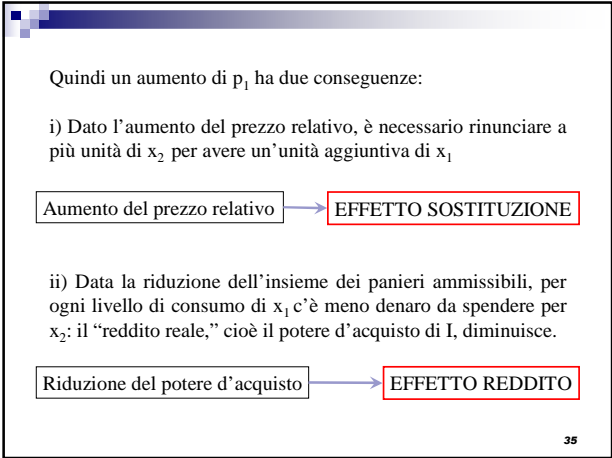 Quindi un aumento di p₁ ha due conseguenze:
i) Dato l’aumento del prezzo relativo, è necessario rinunciare a
più unità di x₂ per avere un’unità aggiuntiva di x₁
Aumento del prezzo relativo EFFETTO SOSTITUZIONE
ii) Data la riduzione dell’insieme dei panieri ammissibili, per
ogni livello di consumo di x₁ c’è meno denaro da spendere per
x₂: il “reddito reale,” cioè il potere d’acquisto di I, diminuisce.
Riduzione del potere d’acquisto EFFETTO REDDITO
35